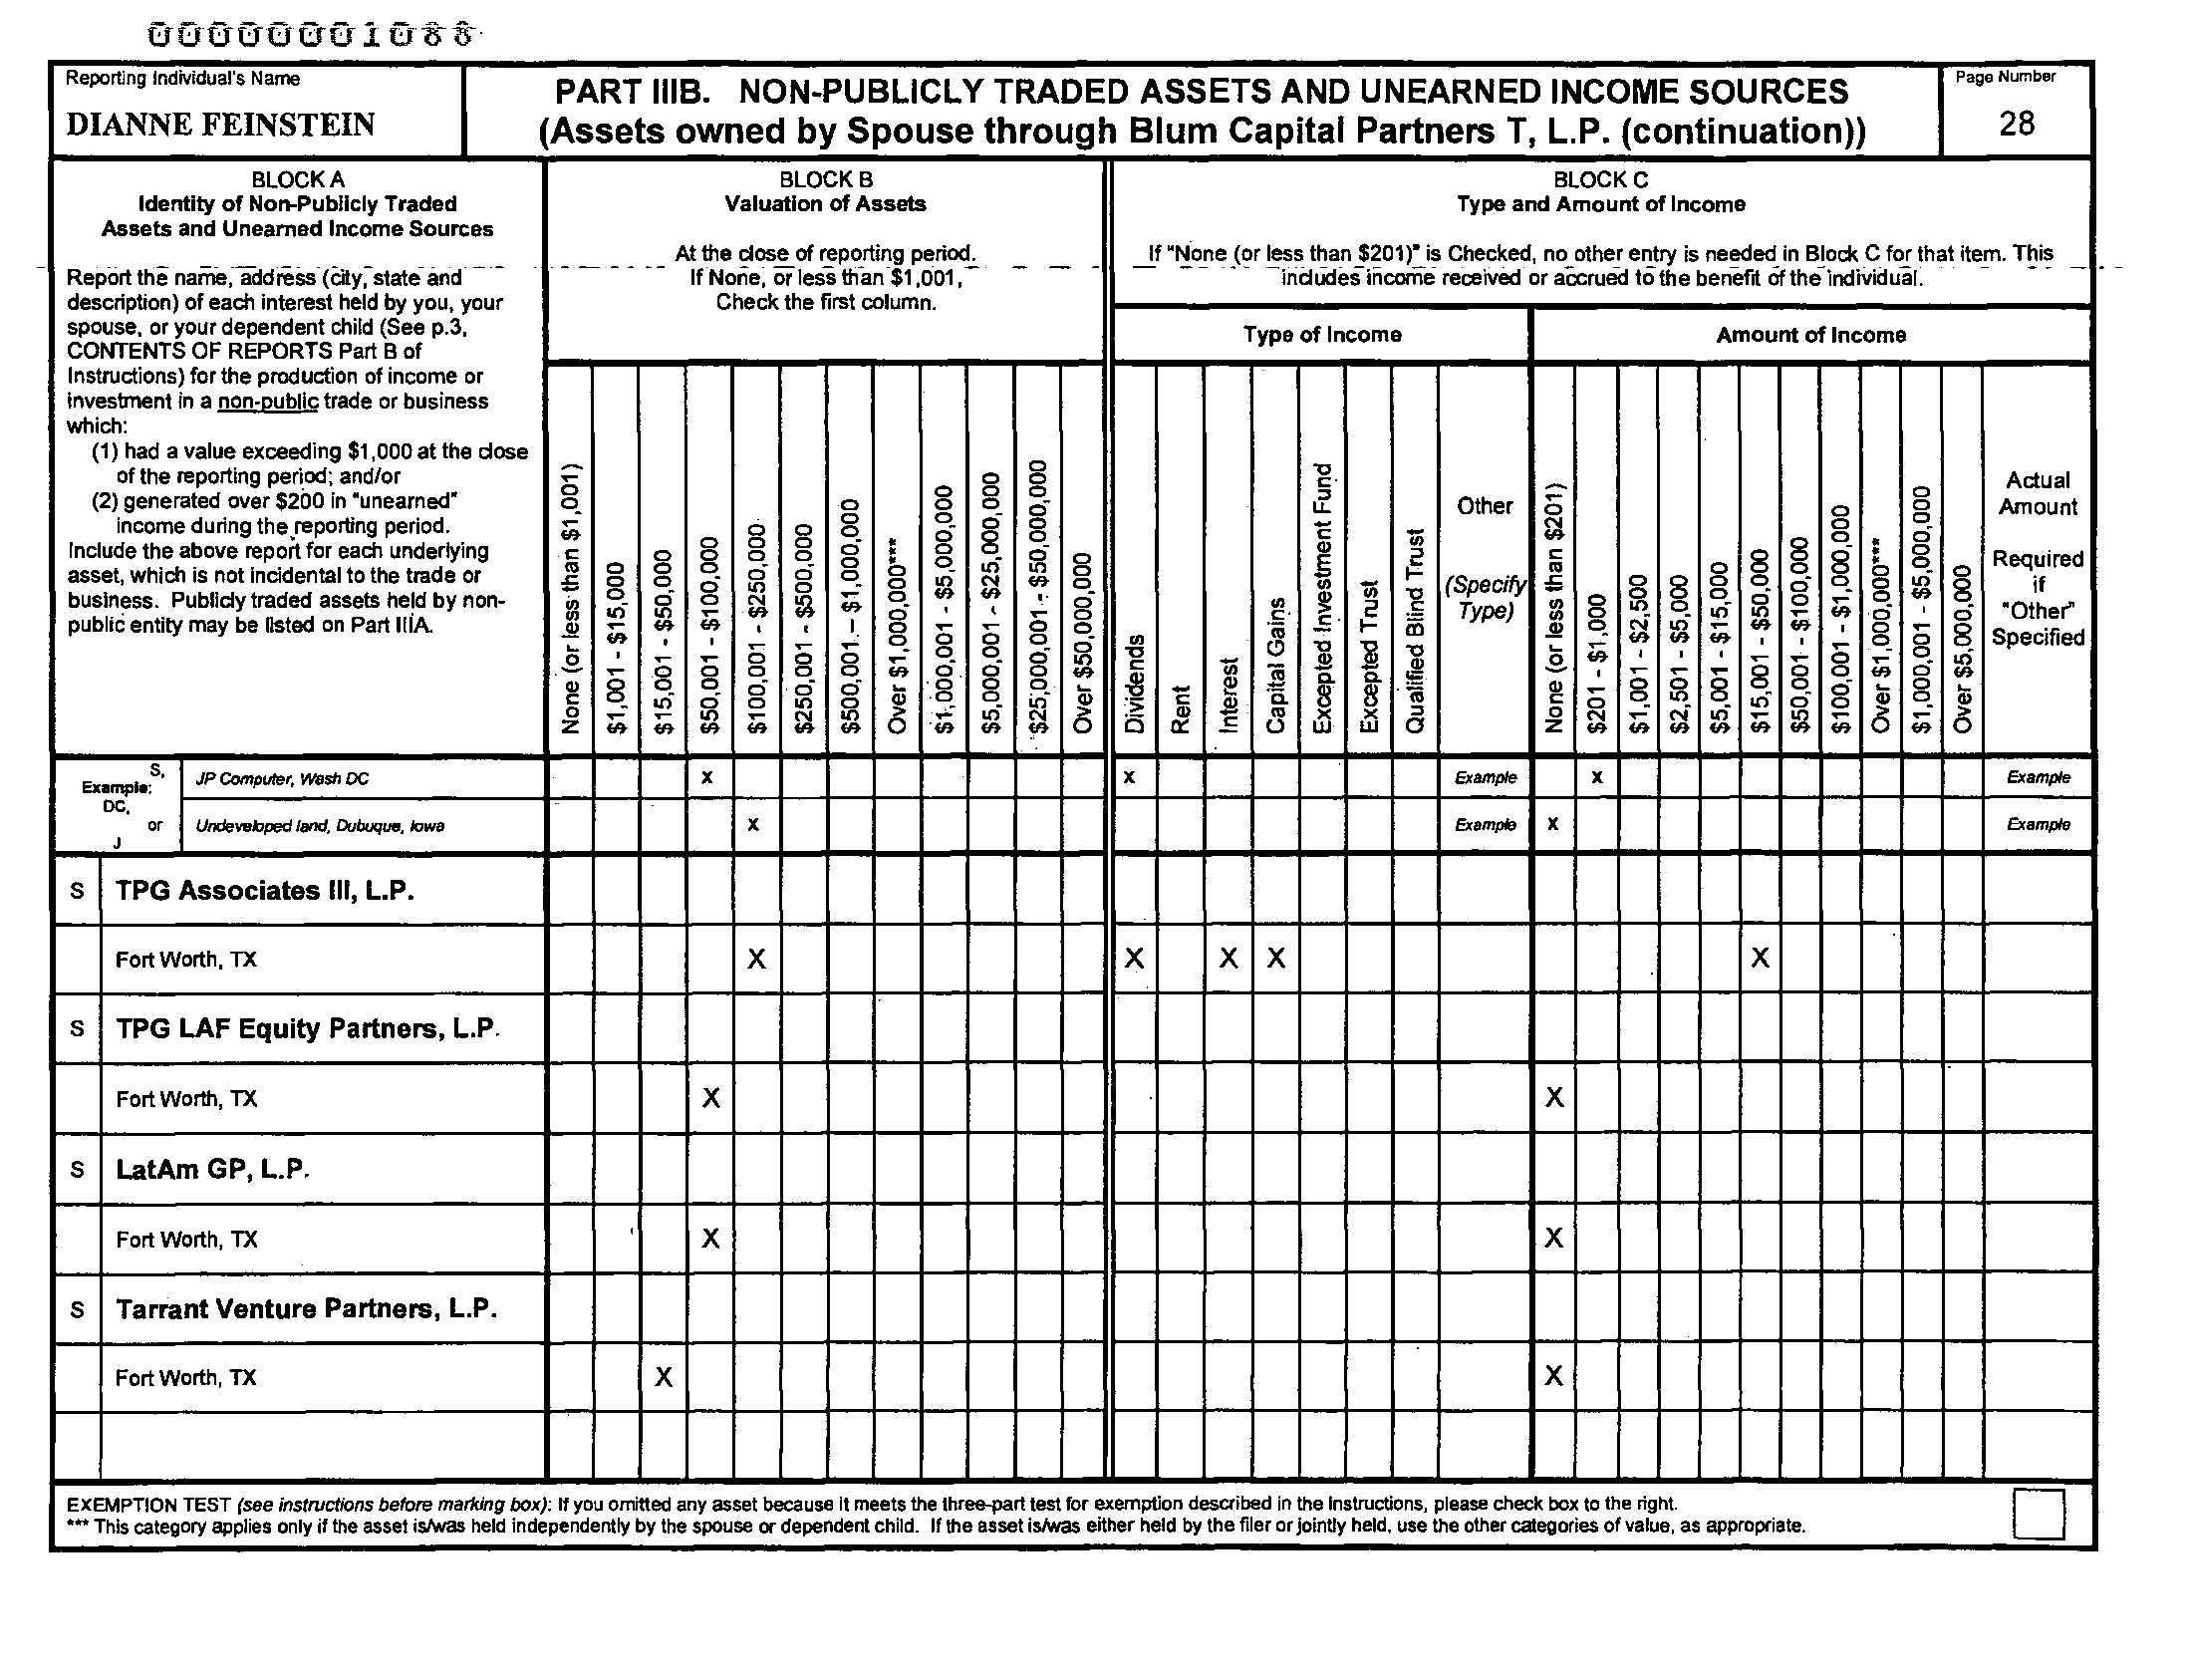 00000001088
Reporting Individual's Name
DIANNE FEINSTEIN
PART IIIB. NON-PUBLICLY TRADED ASSETS AND UNEARNED INCOME SOURCES
(Assets owned by Spouse through Blum Capital Partners T, L.P. (continuation))
Page Number
28
BLOCK A
Identity of Non-Publicly Traded
Assets and Unearned Income Sources
Report the name, address (city, state and
description) of each interest held by you, your
spouse, or your dependent child (See p.3,
CONTENTS OF REPORTS Part B of
Instructions) for the production of income or
investment in a non-public trade or business
which:
(1) had a value exceeding $1,000 at the close
of the reporting period; and/or
(2) generated over $200 in "unearned"
income during the reporting period.
Include the above report for each underlying
asset, which is not incidental to the trade or
business. Publicly traded assets held by non-
public entity may be listed on Part IIIA.
BLOCK B
Valuation of Assets
At the close of reporting period.
If None, or less than $1,001,
Check the first column.
None (or less than $1,001)
$1,001 - $15,000
$15,001 - $50,000
$50,001 - $100,000
$100,001 - $250,000
$250,001 - $500,000
$500,001 – $1,000,000
Over $1,000,000***
$1,000,001 - $5,000,000
$5,000,001 - $25,000,000
$25,000,001 - $50,000,000
Over $50,000,000
BLOCK C
Type and Amount of Income
If "None (or less than $201)" is Checked, no other entry is needed in Block C for that item. This
includes income received or accrued to the benefit of the individual.
Type of Income
Dividends
Rent
Interest
Capital Gains
Excepted Investment Fund
Excepted Trust
Qualified Blind Trust
Other
(Specify
Type)
Amount of Income
None (or less than $201)
$201 - $1,000
$1,001 - $2,500
$2,501 - $5,000
$5,001 - $15,000
$15,001 - $50,000
$50,001 - $100,000
$100,001 - $1,000,000
Over $1,000,000***
$1,000,001 - $5,000,000
Over $5,000,000
Actual
Amount
Required
if
"Other"
Specified
Example:
S,
DC,
or
J
JP Computer, Wash DC x x Example x Example
Undeveloped land, Dubuque, Iowa x Example x Example
S TPG Associates III, L.P.
Fort Worth, TX X X X X X
S TPG LAF Equity Partners, L.P.
Fort Worth, TX X X
S LatAm GP, L.P.
Fort Worth, TX X X
S Tarrant Venture Partners, L.P.
Fort Worth, TX X X
EXEMPTION TEST (see instructions before marking box): If you omitted any asset because it meets the three-part test for exemption described in the instructions, please check box to the right.
*** This category applies only if the asset is/was held independently by the spouse or dependent child. If the asset is/was either held by the filer or jointly held, use the other categories of value, as appropriate.